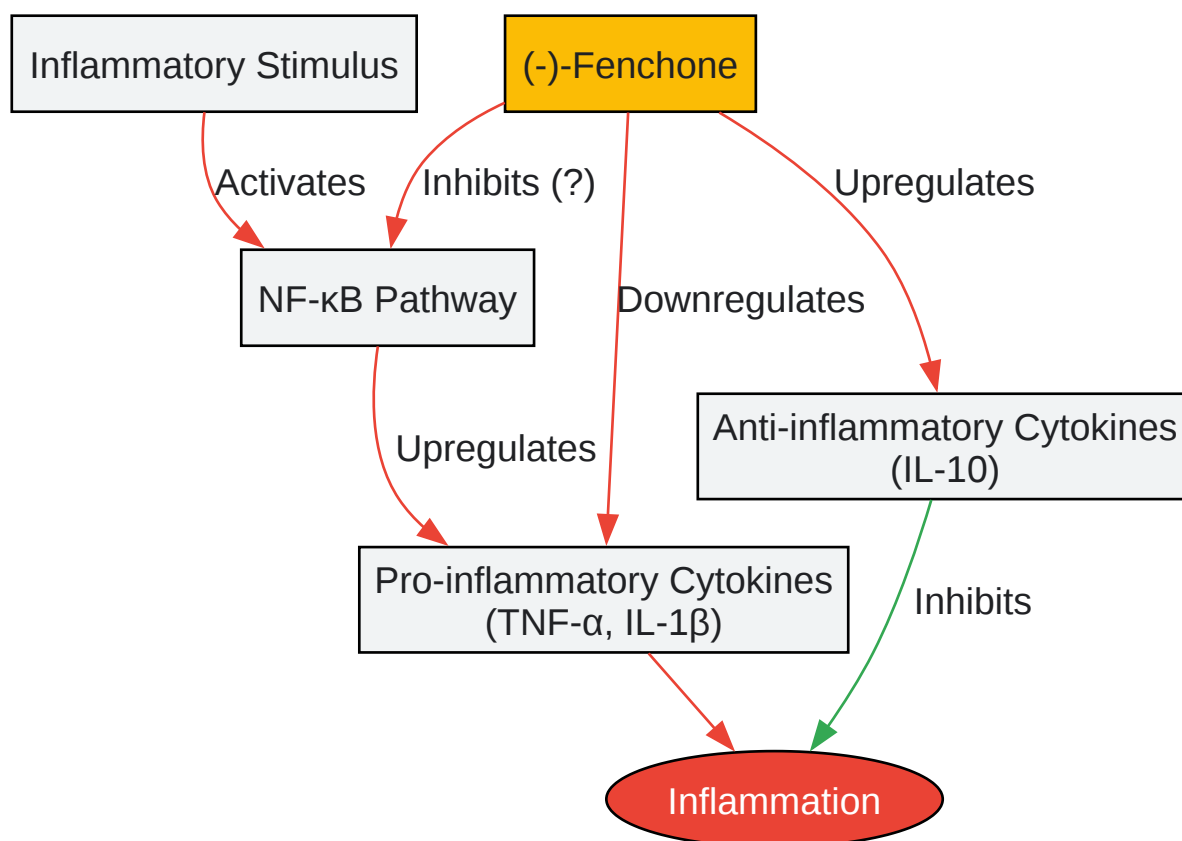 Inflammatory Stimulus
(-)-Fenchone
Activates
Inhibits (?)
Upregulates
NF-κB Pathway
Downregulates
Anti-inflammatory Cytokines
(IL-10)
Upregulates
Pro-inflammatory Cytokines
(TNF-α, IL-1β)
Inhibits
Inflammation